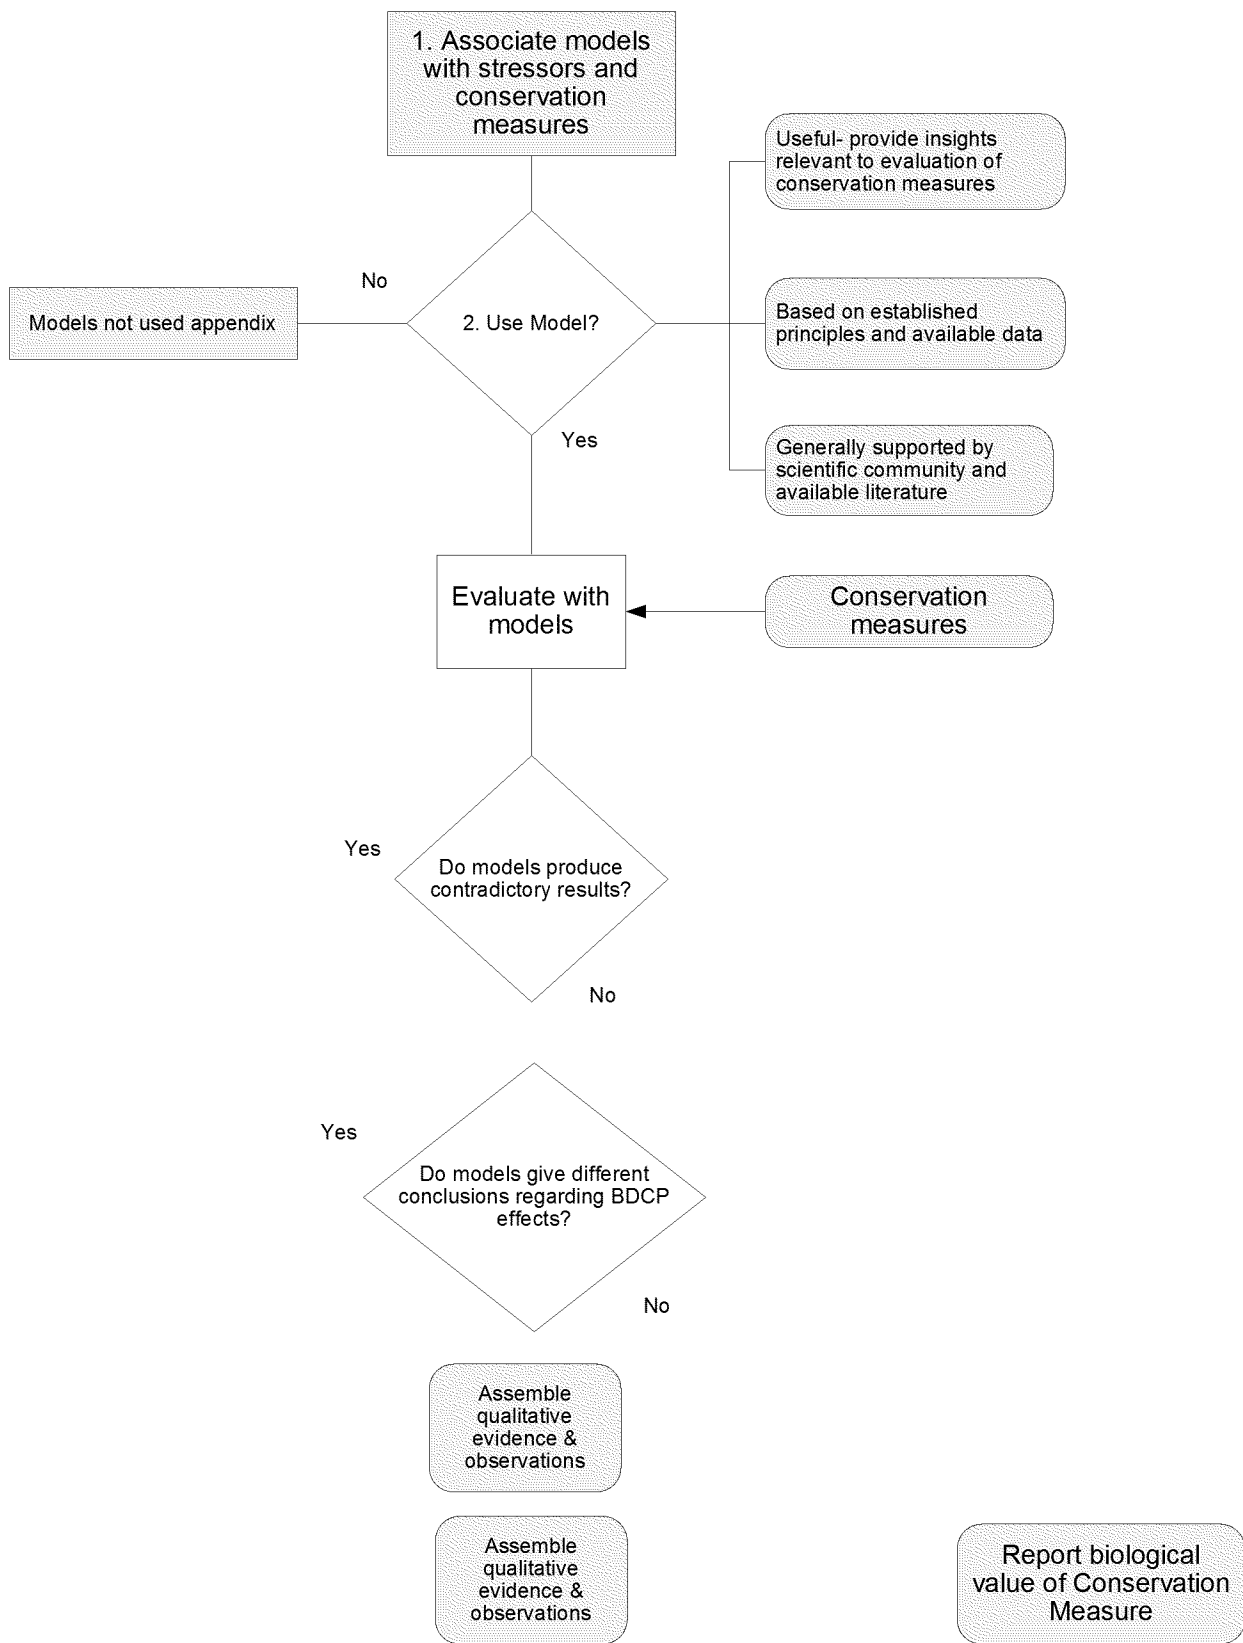 1. Associate models
with stressors and
conservation
measures
Useful- provide insights
relevant to evaluation of
conservation measures
No
Models not used appendix
2. Use Model?
Based on established
principles and available data
Yes
Generally supported by
scientific community and
available literature
Evaluate with
models
Conservation
measures
Yes
Do models produce
contradictory results?
No
Yes
Do models give different
conclusions regarding BDCP
effects?
No
Assemble
qualitative
evidence &
observations
Assemble
qualitative
evidence &
observations
Report biological
value of Conservation
Measure